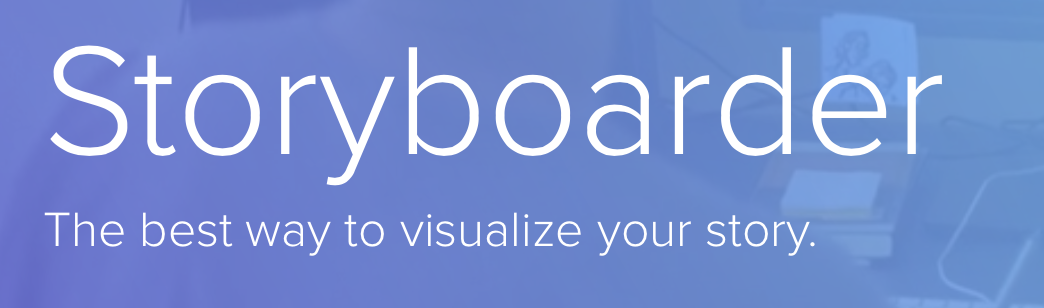 Storyboarder
The best way to visualize your story.